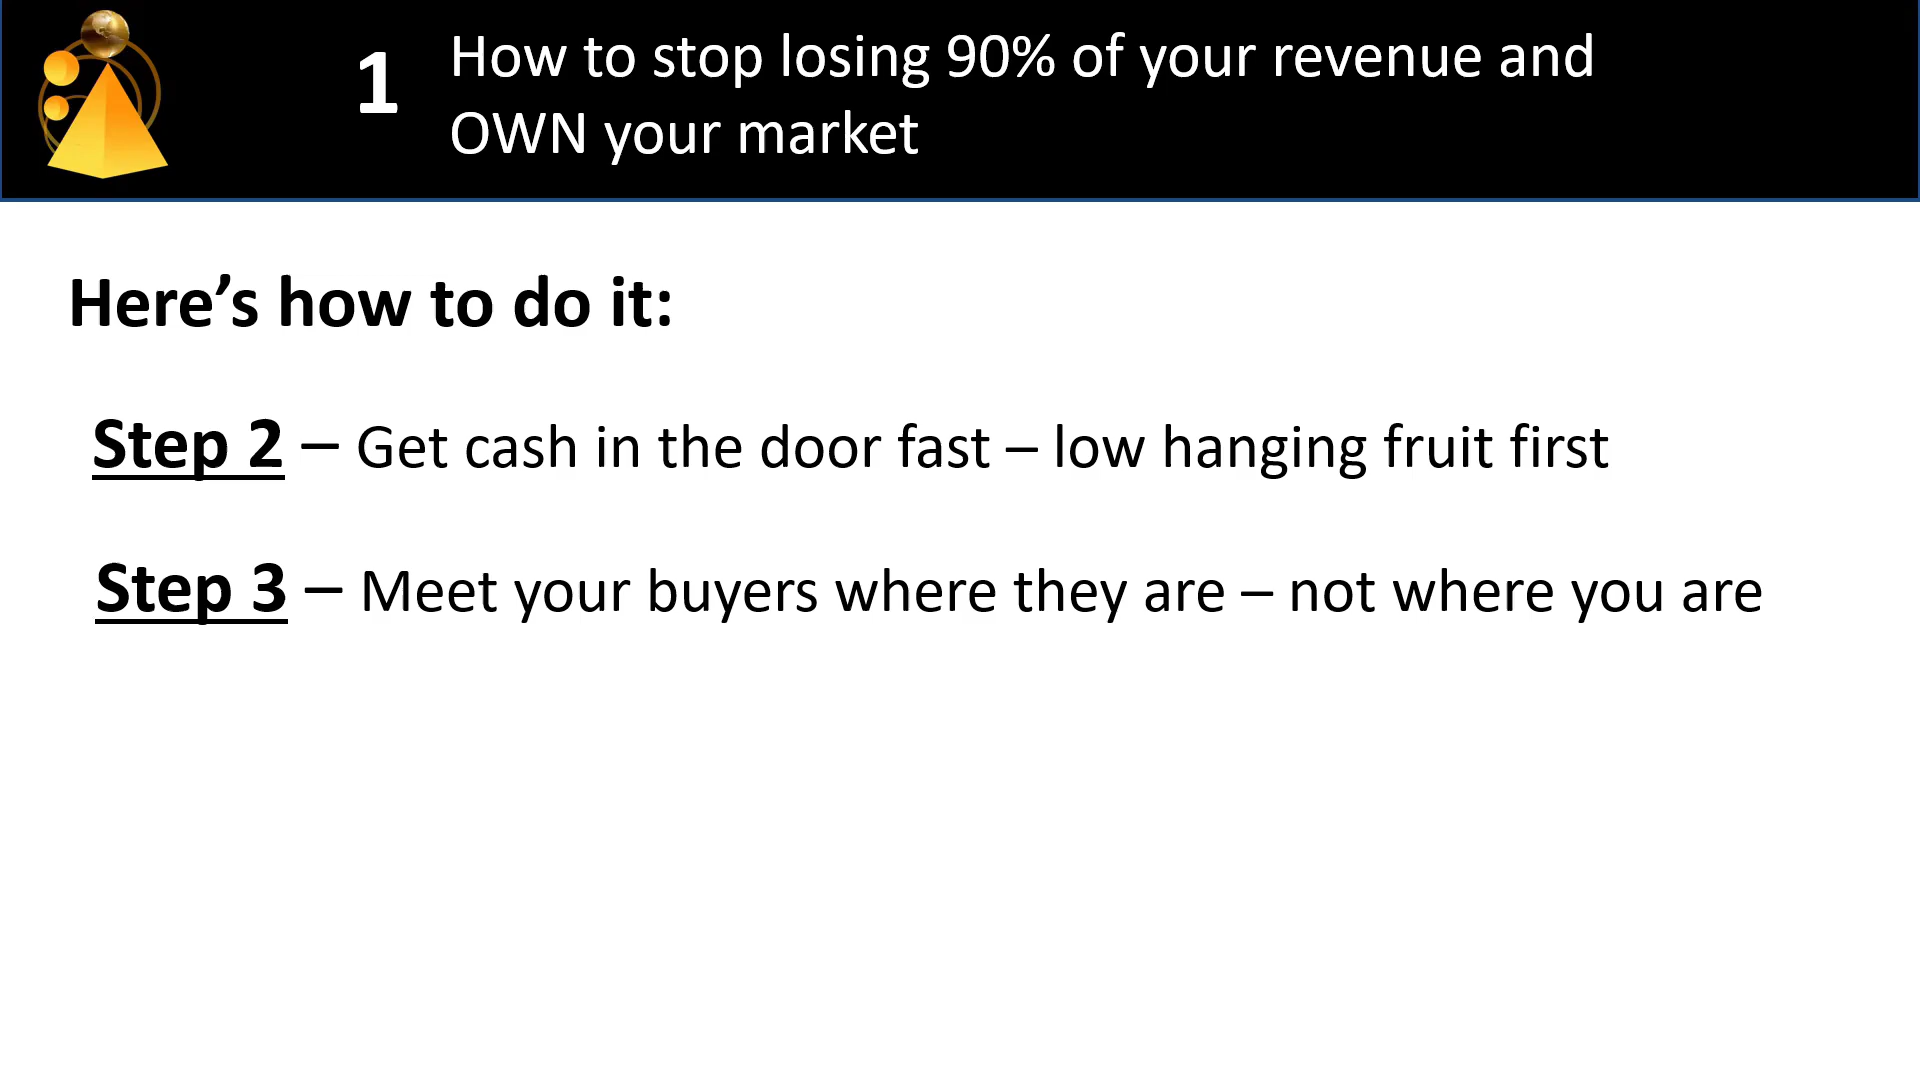 1
How to stop losing 90% of your revenue and
OWN your market
Here’s how to do it:
Step 2 – Get cash in the door fast – low hanging fruit first
Step 3 – Meet your buyers where they are – not where you are